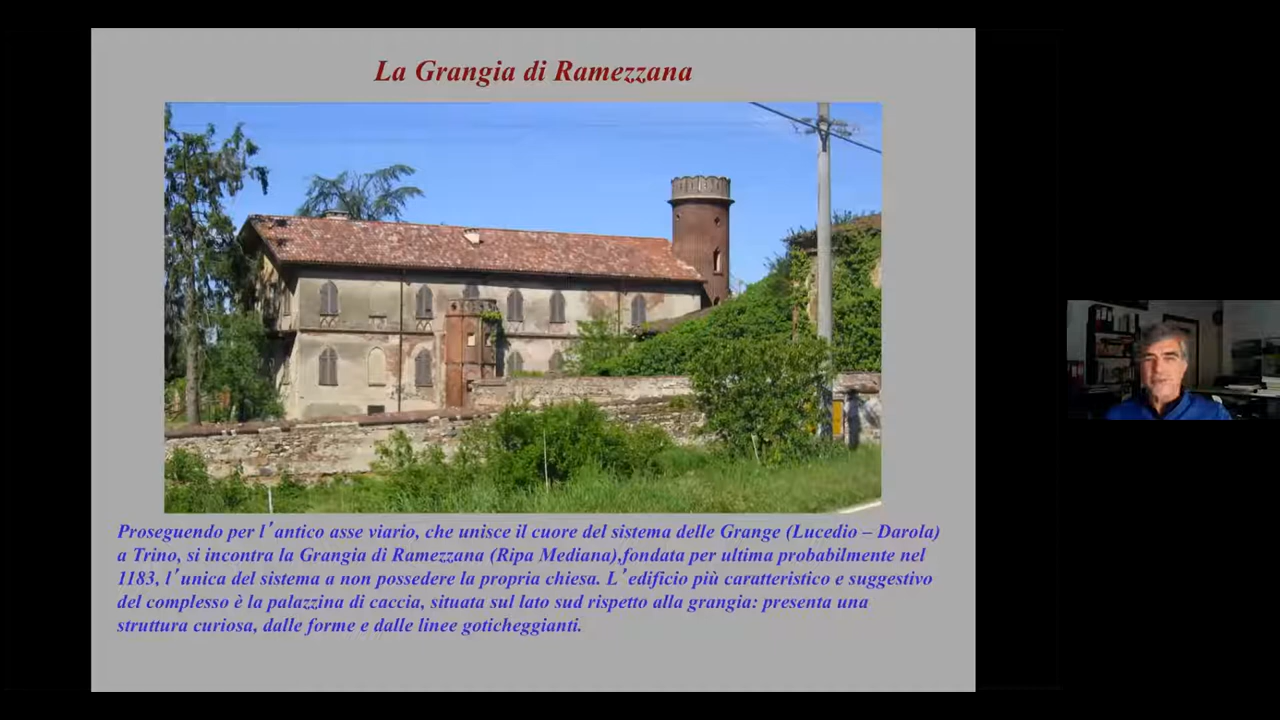 La Grangia di Ramezzana
Proseguendo per l’antico asse viario, che unisce il cuore del sistema delle Grange (Lucedio – Darola)
a Trino, si incontra la Grangia di Ramezzana (Ripa Mediana),fondata per ultima probabilmente nel
1183, l’unica del sistema a non possedere la propria chiesa. L’edificio più caratteristico e suggestivo
del complesso è la palazzina di caccia, situata sul lato sud rispetto alla grangia: presenta una
struttura curiosa, dalle forme e dalle linee goticheggianti.